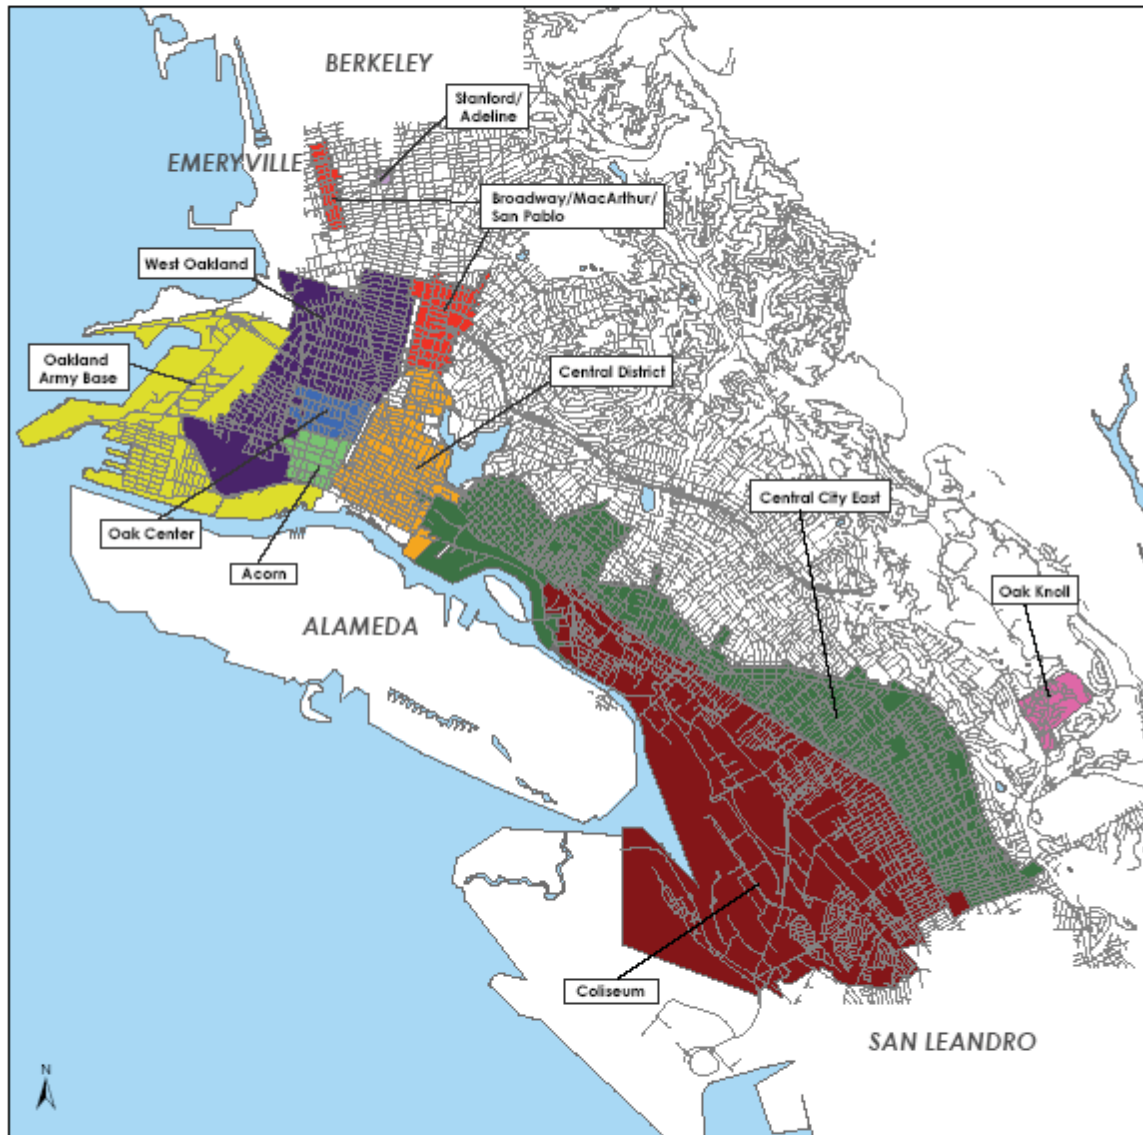 BERKELEY
Stanford/
Adeline
EMERYVILLE
Broadway/MacArthur/
San Pablo
West Oakland
Oakland
Army Base
Central District
Central City East
Oak Center
Acorn
Oak Knoll
ALAMEDA
Coliseum
SAN LEANDRO
N